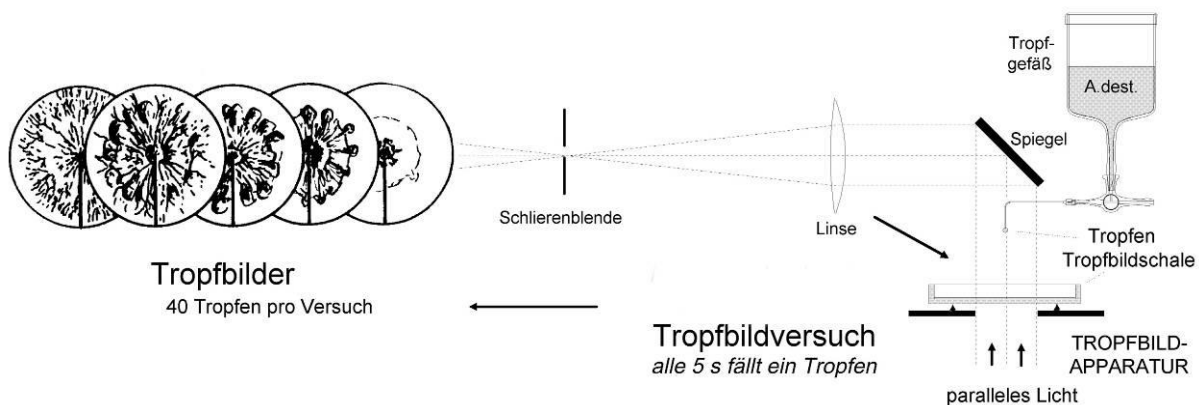 Tropf-
gefäß
A.dest.
Spiegel
Schlierenblende
Linse
Tropfen
Tropfbildschale
Tropfbilder
40 Tropfen pro Versuch
Tropfbildversuch
alle 5 s fällt ein Tropfen
TROPFBILD-
APPARATUR
paralleles Licht